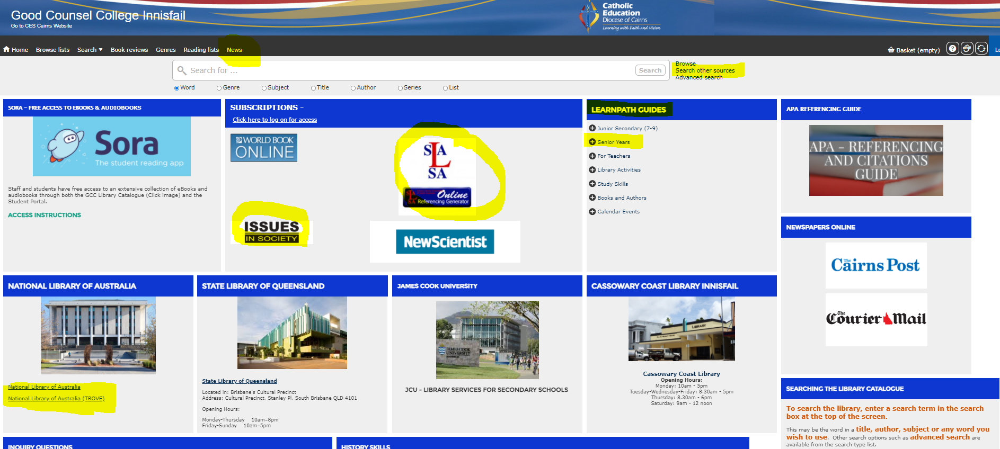 Good Counsel College Innisfail
Go to CES Cairns Website
Catholic
Education
Diocese of Cairns
Learning with Faith and Vision
Home Browse lists Search Book reviews Genres Reading lists News Basket (empty)
Search for ... Search
Browse
Search other sources
Advanced search
Word Genre Subject Title Author Series List
SORA – FREE ACCESS TO EBOOKS & AUDIOBOOKS
Sora
The student reading app
Staff and students have free access to an extensive collection of eBooks and
audiobooks through both the GCC Library Catalogue (Click image) and the
Student Portal.
ACCESS INSTRUCTIONS
SUBSCRIPTIONS -
Click here to log on for access
WORLD BOOK
ONLINE
SLASA
SLASA Online
Referencing Generator
ISSUES
IN SOCIETY
NewScientist
LEARNPATH GUIDES
Junior Secondary (7-9)
Senior Years
For Teachers
Library Activities
Study Skills
Books and Authors
Calendar Events
APA REFERENCING GUIDE
APA - REFERENCING
AND CITATIONS
GUIDE
NEWSPAPERS ONLINE
The Cairns Post
The Courier Mail
NATIONAL LIBRARY OF AUSTRALIA
National Library of Australia
National Library of Australia (TROVE)
STATE LIBRARY OF QUEENSLAND
State Library of Queensland
Located in: Brisbane's Cultural Precinct
Address: Cultural Precinct, Stanley Pl, South Brisbane QLD 4101
Opening Hours:
Monday-Thursday 10am–8pm
Friday-Sunday 10am–5pm
JAMES COOK UNIVERSITY
JAMES COOK
UNIVERSITY
AUSTRALIA
JCU - LIBRARY SERVICES FOR SECONDARY SCHOOLS
CASSOWARY COAST LIBRARY INNISFAIL
LIBRARY
Cassowary Coast Library
Opening Hours:
Monday: 10am - 5pm
Tuesday-Wednesday-Friday: 8.30am - 5pm
Thursday: 8.30am - 6pm
Saturday: 9am - 12 noon
SEARCHING THE LIBRARY CATALOGUE
To search the library, enter a search term in the search
box at the top of the screen.
This may be the word in a title, author, subject or any word you
wish to use. Other search options such as advanced search are
available from the search type list.
INQUIRY QUESTIONS
HISTORY SKILLS